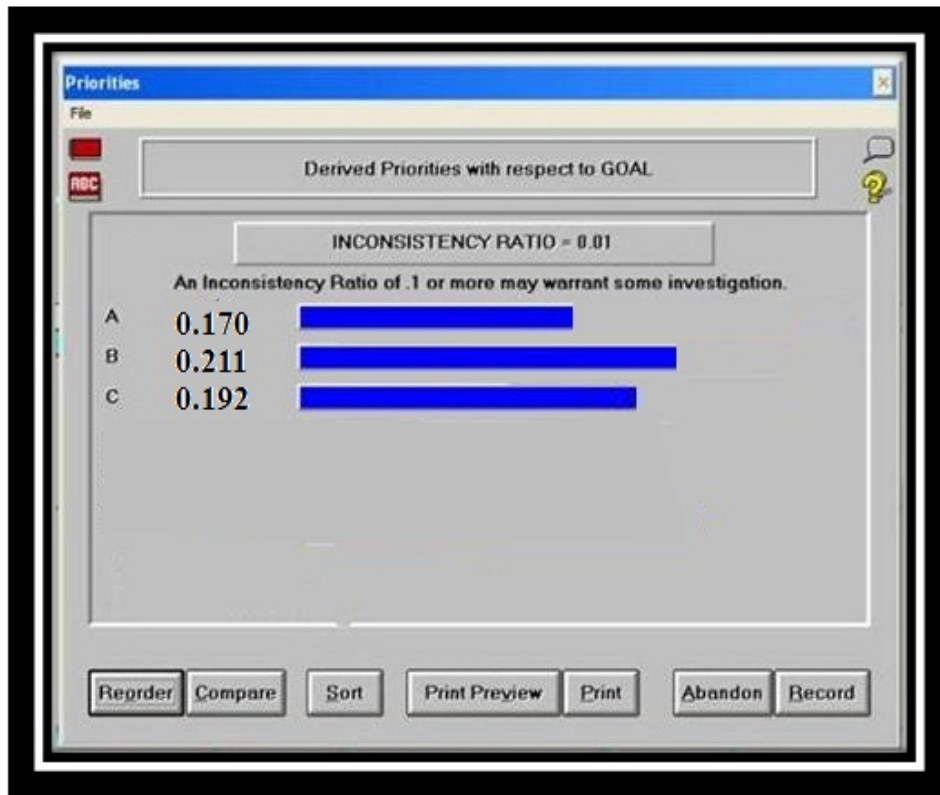 Priorities
File
Derived Priorities with respect to GOAL
ABC
INCONSISTENCY RATIO = 0.01
An Inconsistency Ratio of .1 or more may warrant some investigation.
A 0.170
B 0.211
C 0.192
Reorder Compare Sort Print Preview Print Abandon Record